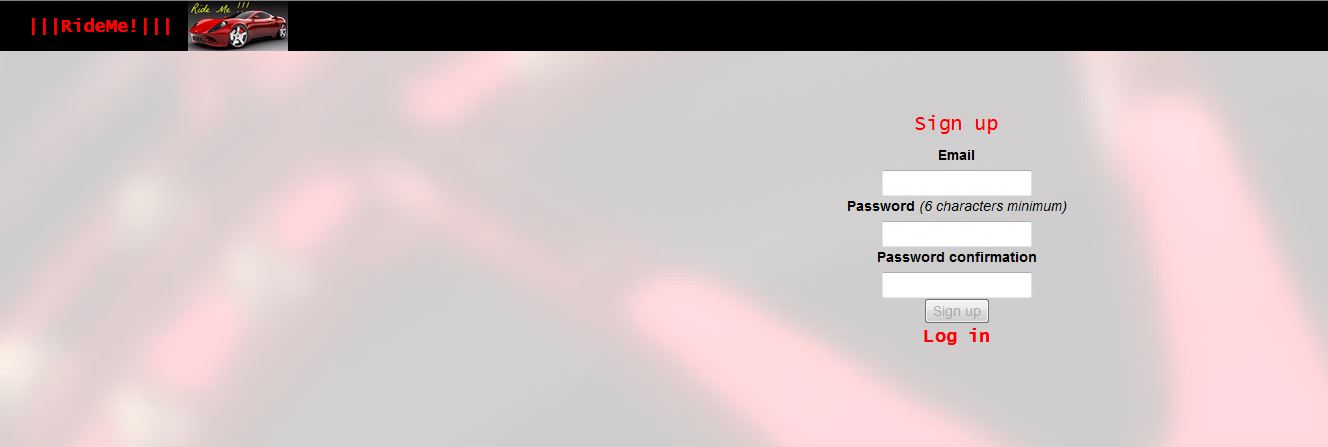 |||RideMe!|||
Ride Me !!!
Sign up
Email
Password (6 characters minimum)
Password confirmation
Sign up
Log in